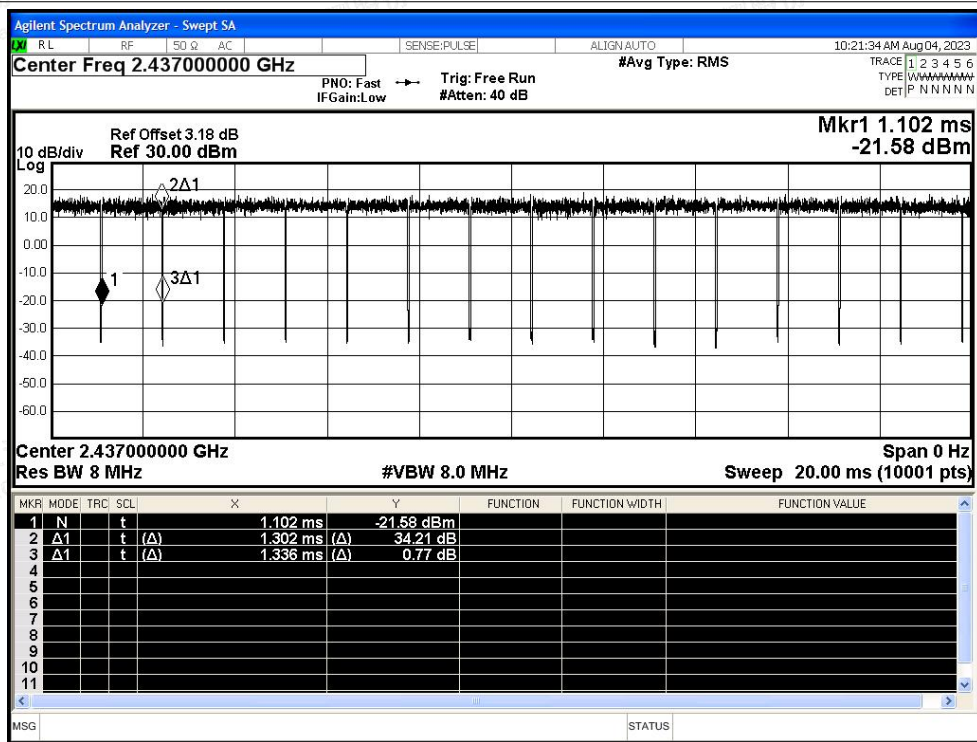 Agilent Spectrum Analyzer - Swept SA
LXI RL RF 50 Ω AC SENSE:PULSE ALIGN AUTO 10:21:34 AM Aug 04, 2023
Center Freq 2.437000000 GHz #Avg Type: RMS TRACE 1 2 3 4 5 6
PNO: Fast Trig: Free Run TYPE W
IFGain:Low #Atten: 40 dB DET P N N N N N
Ref Offset 3.18 dB Mkr1 1.102 ms
10 dB/div Ref 30.00 dBm -21.58 dBm
Log
20.0
2Δ1
10.0
0.00
-10.0
1 3Δ1
-20.0
-30.0
-40.0
-50.0
-60.0
Center 2.437000000 GHz Span 0 Hz
Res BW 8 MHz #VBW 8.0 MHz Sweep 20.00 ms (10001 pts)
MKR MODE TRC SCL X Y FUNCTION FUNCTION WIDTH FUNCTION VALUE
1 N t 1.102 ms -21.58 dBm
2 Δ1 t (Δ) 1.302 ms (Δ) 34.21 dB
3 Δ1 t (Δ) 1.336 ms (Δ) 0.77 dB
4
5
6
7
8
9
10
11
MSG STATUS